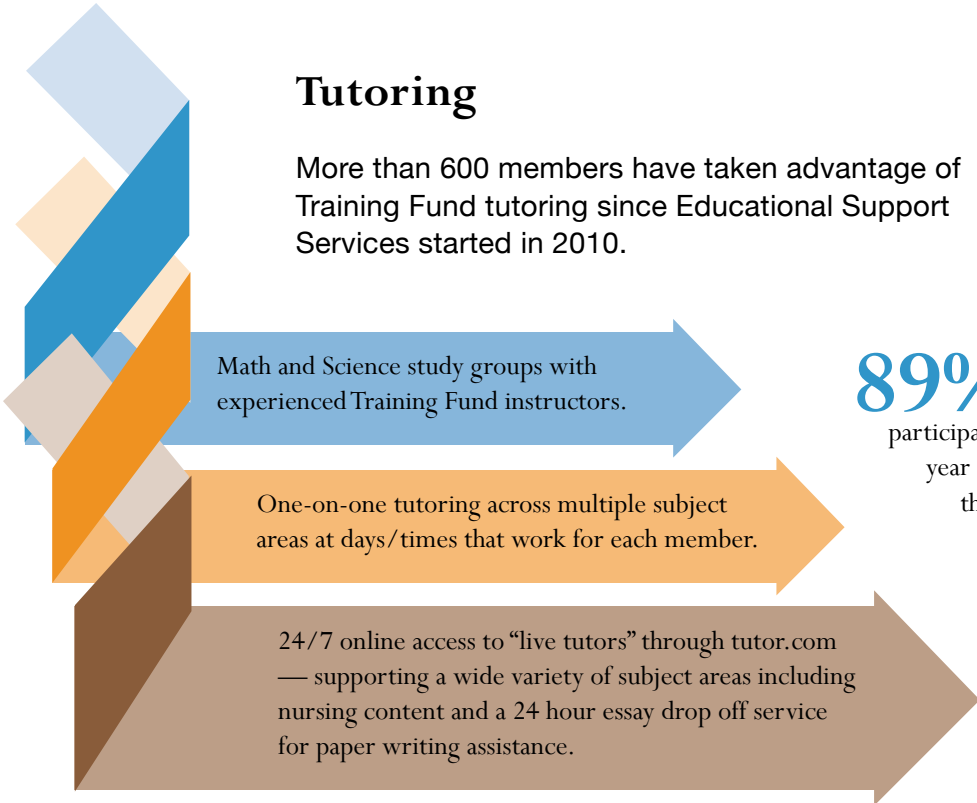 Tutoring
More than 600 members have taken advantage of
Training Fund tutoring since Educational Support
Services started in 2010.
Math and Science study groups with
experienced Training Fund instructors.
89%
year
One-on-one tutoring across multiple subject
areas at days/times that work for each member.
24/7 online access to “live tutors” through tutor.com
— supporting a wide variety of subject areas including
nursing content and a 24 hour essay drop off service
for paper writing assistance.